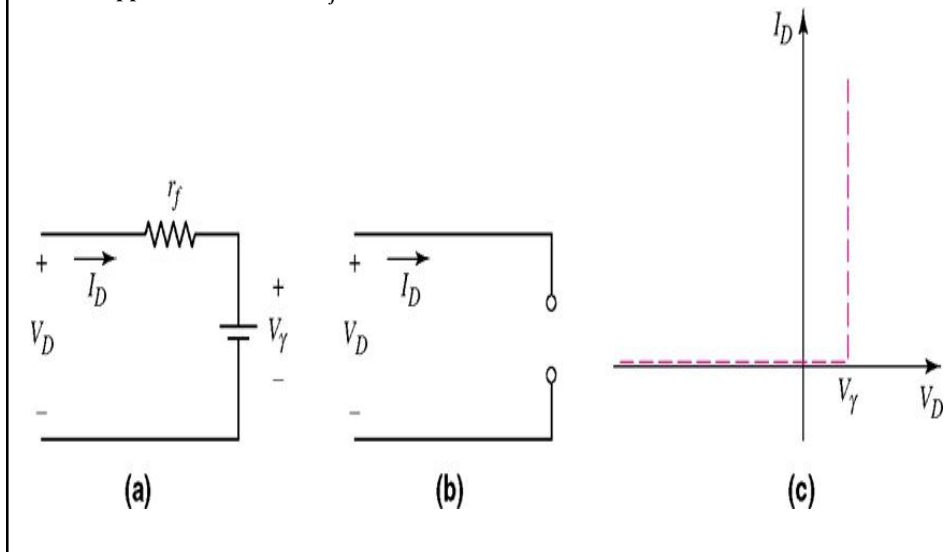 r_f
+
I_D
V_D
–
+
V_γ
–
(a)
+
I_D
V_D
–
(b)
I_D
V_γ
V_D
(c)